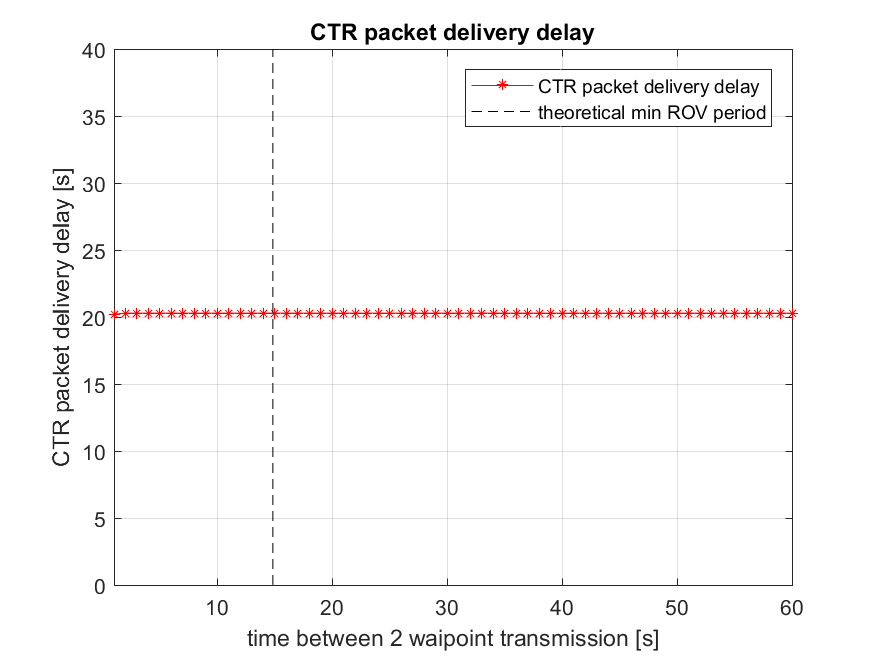 CTR packet delivery delay
CTR packet delivery delay
theoretical min ROV period
CTR packet delivery delay [s]
40
35
30
25
20
15
10
5
0
10 20 30 40 50 60
time between 2 waipoint transmission [s]